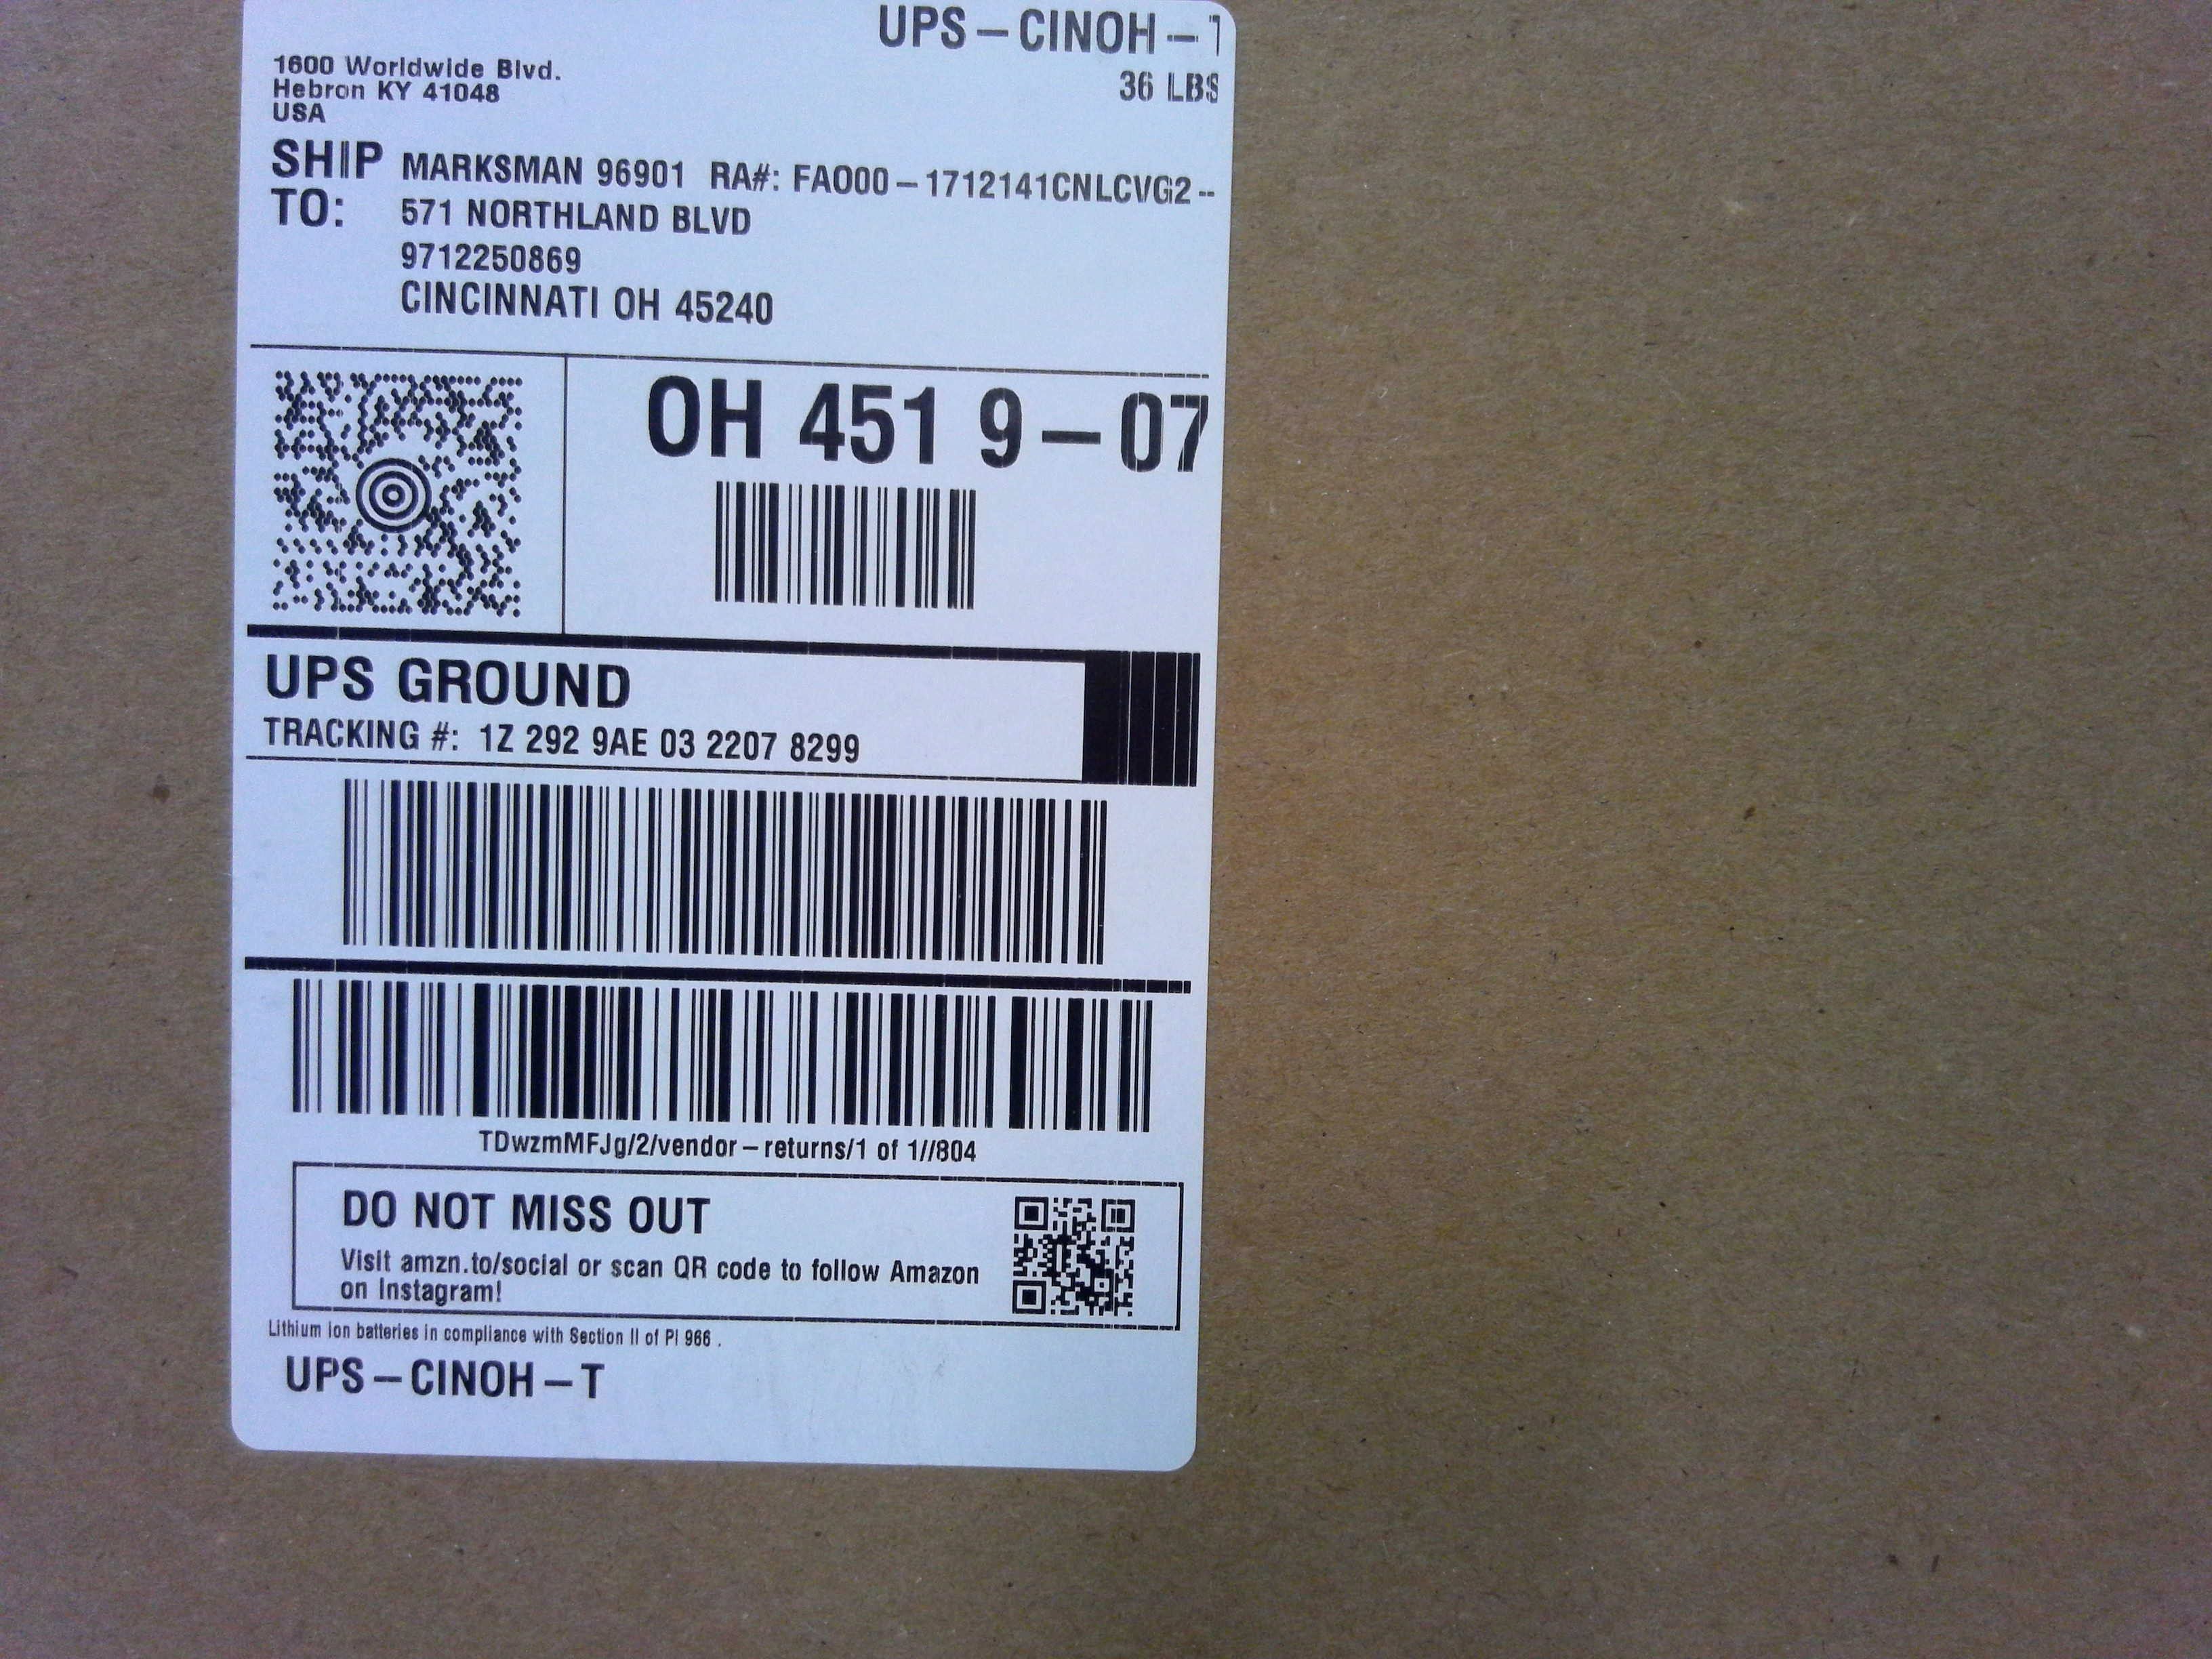 UPS – CINOH – T
1600 Worldwide Blvd.
Hebron KY 41048
USA
36 LBS
SHIP TO:
MARKSMAN 96901 RA#: FAO00 – 1712141CNLCVG2 –
571 NORTHLAND BLVD
9712250869
CINCINNATI OH 45240
OH 451 9 – 07
UPS GROUND
TRACKING #: 1Z 292 9AE 03 2207 8299
TDwzmMFJg/2/vendor – returns/1 of 1//804
DO NOT MISS OUT
Visit amzn.to/social or scan QR code to follow Amazon
on Instagram!
Lithium ion batteries in compliance with Section II of PI 966 .
UPS – CINOH – T